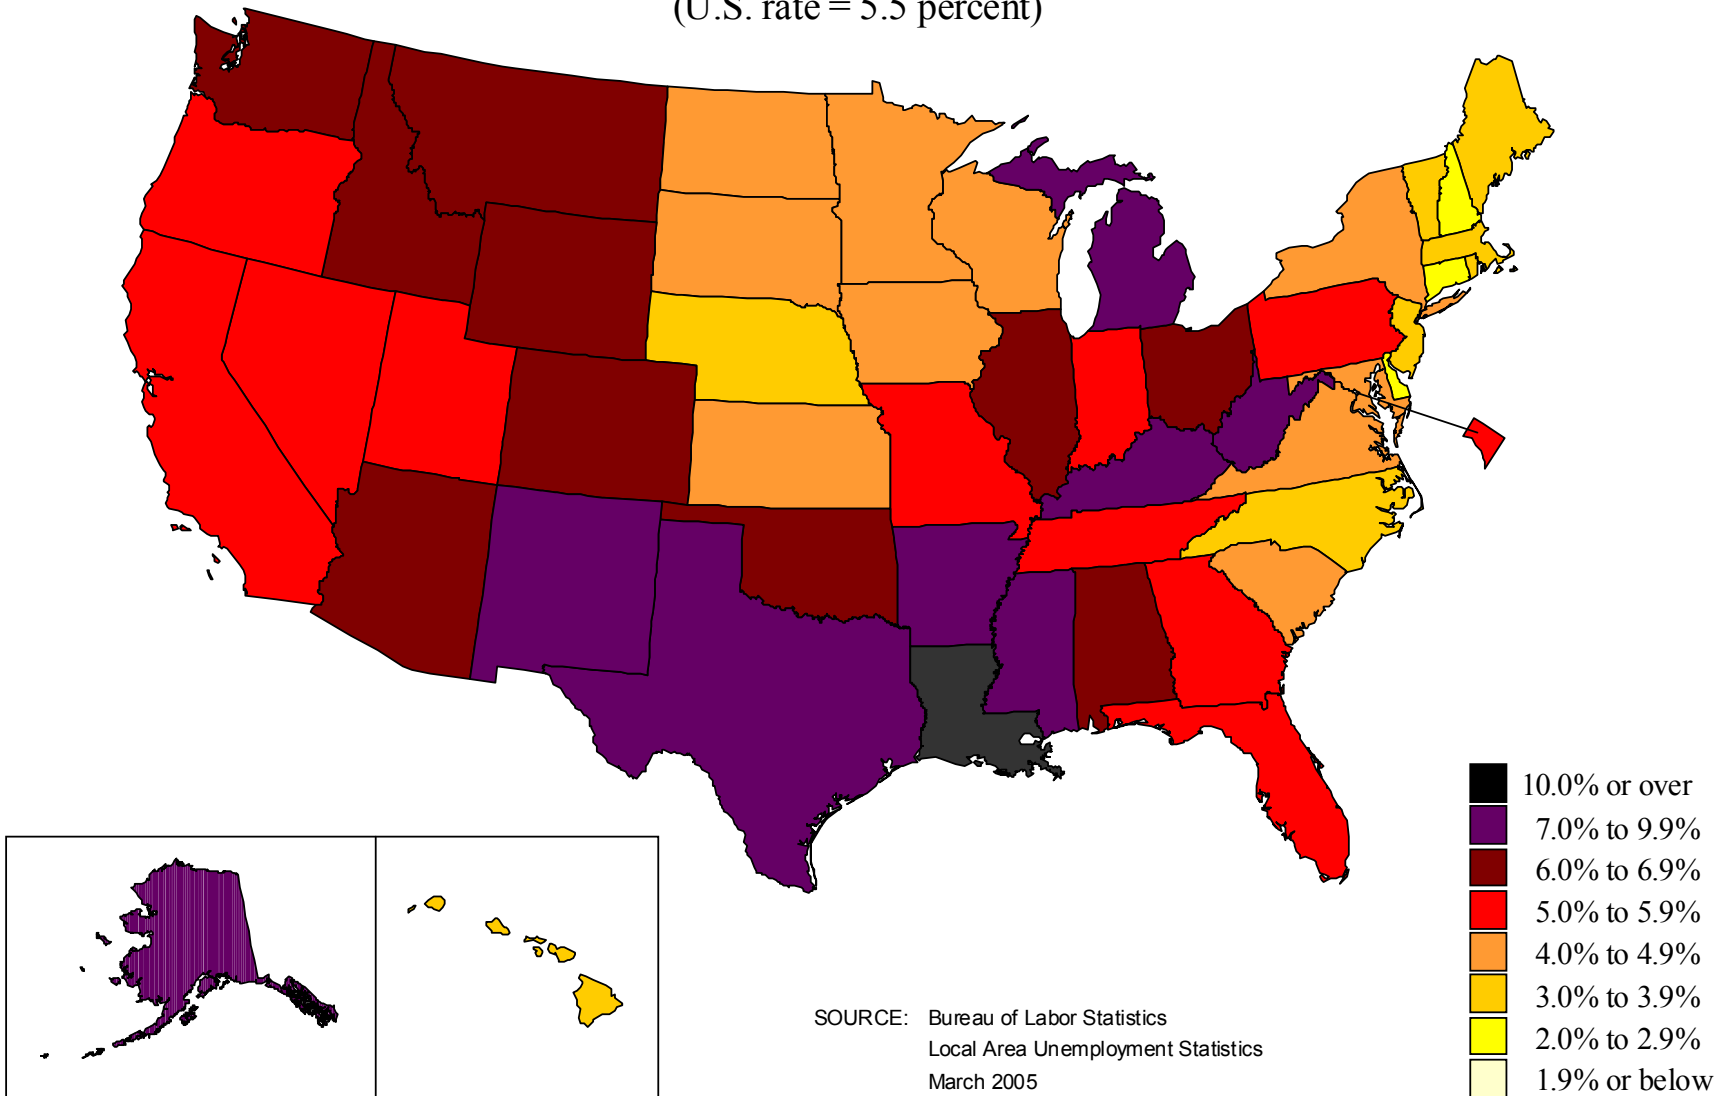 (U.S. rate = 5.5 percent)
10.0% or over
7.0% to 9.9%
6.0% to 6.9%
5.0% to 5.9%
4.0% to 4.9%
3.0% to 3.9%
2.0% to 2.9%
1.9% or below
SOURCE: Bureau of Labor Statistics
Local Area Unemployment Statistics
March 2005